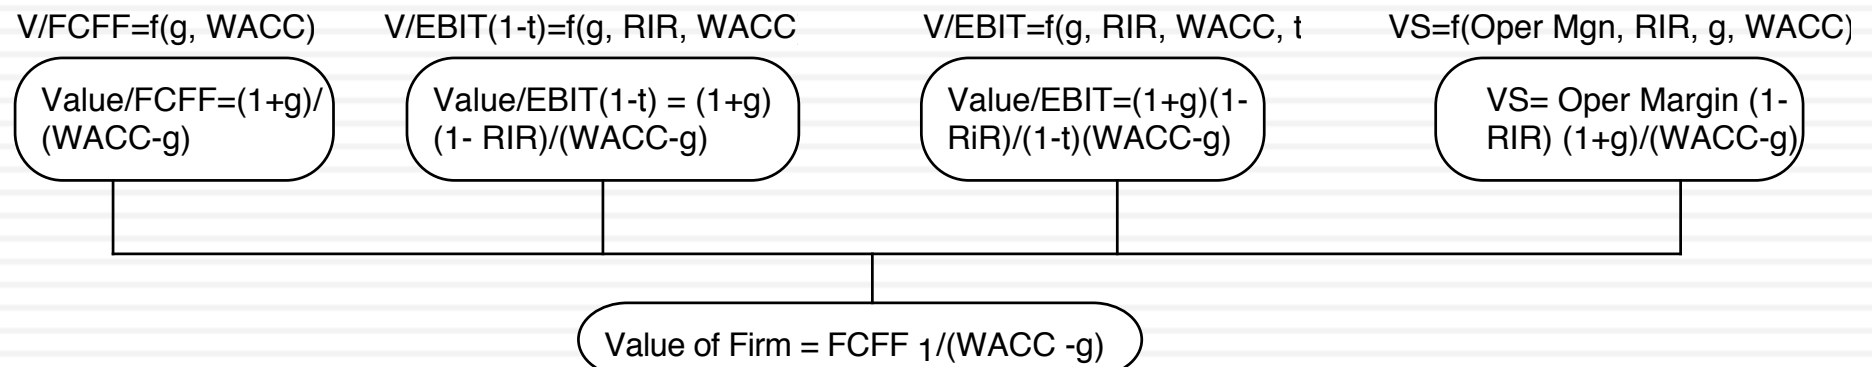 V/FCFF=f(g, WACC)
V/EBIT(1-t)=f(g, RIR, WACC
V/EBIT=f(g, RIR, WACC, t
VS=f(Oper Mgn, RIR, g, WACC)
Value/FCFF=(1+g)/
(WACC-g)
Value/EBIT(1-t) = (1+g)
(1- RIR)/(WACC-g)
Value/EBIT=(1+g)(1-
RiR)/(1-t)(WACC-g)
VS= Oper Margin (1-
RIR) (1+g)/(WACC-g)
Value of Firm = FCFF 1/(WACC -g)